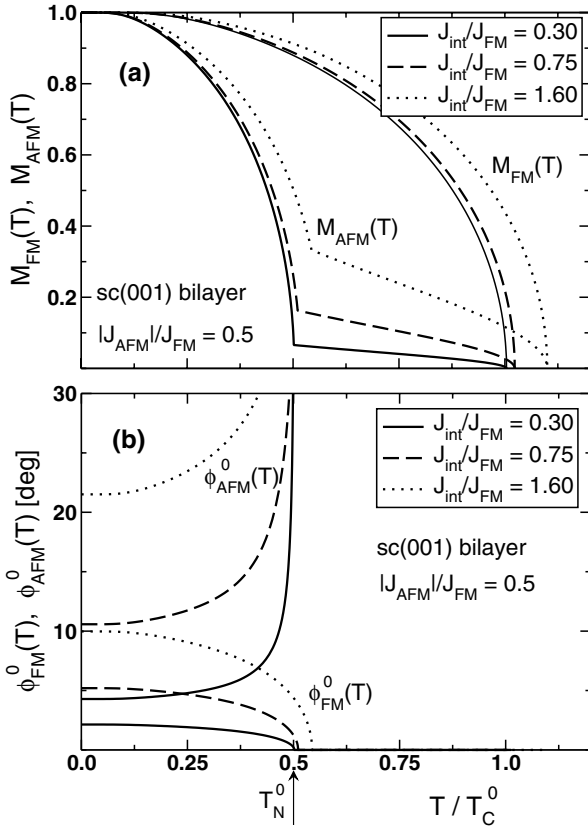 1.0
0.8
0.6
0.4
0.2
M_FM(T), M_AFM(T)
(a)
J_int/J_FM = 0.30
J_int/J_FM = 0.75
J_int/J_FM = 1.60
M_FM(T)
M_AFM(T)
sc(001) bilayer
|J_AFM|/J_FM = 0.5
30
20
10
ϕ^0_FM(T), ϕ^0_AFM(T) [deg]
(b)
J_int/J_FM = 0.30
J_int/J_FM = 0.75
J_int/J_FM = 1.60
ϕ^0_AFM(T)
sc(001) bilayer
|J_AFM|/J_FM = 0.5
ϕ^0_FM(T)
0.0 0.25 0.5 0.75 1.0
T^0_N
T / T^0_C